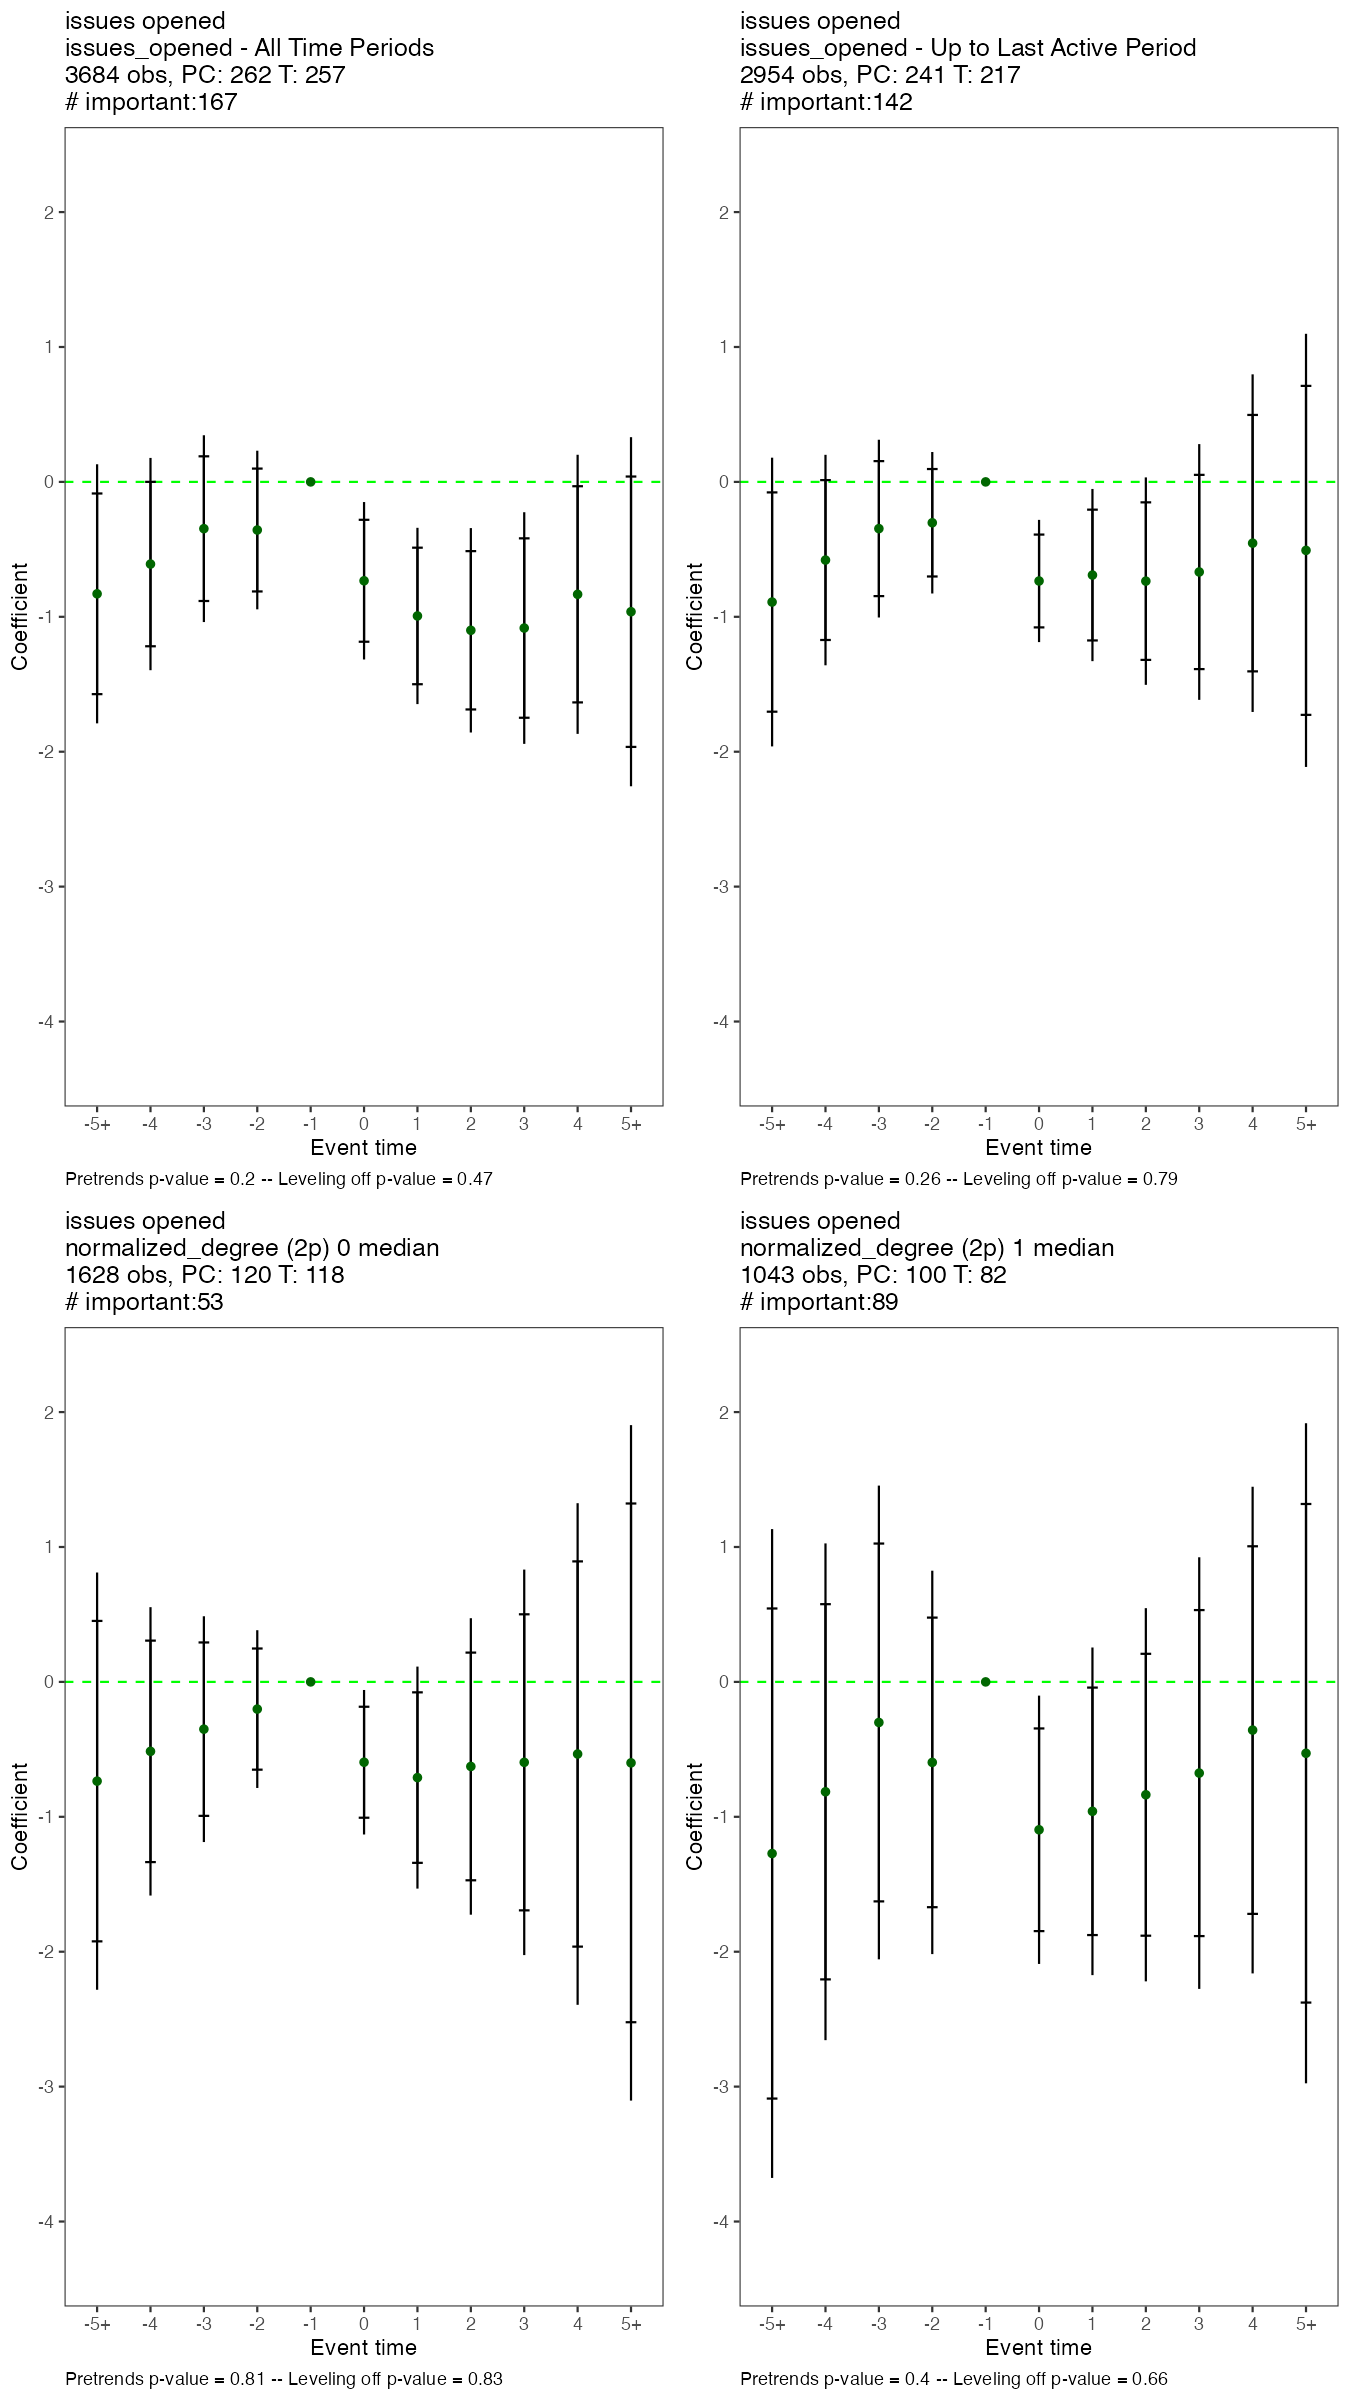 issues opened
issues_opened - All Time Periods
3684 obs, PC: 262 T: 257
# important:167
2
1
0
-1
-2
-3
-4
Coefficient
-5+ -4 -3 -2 -1 0 1 2 3 4 5+
Event time
Pretrends p-value = 0.2 -- Leveling off p-value = 0.47
issues opened
issues_opened - Up to Last Active Period
2954 obs, PC: 241 T: 217
# important:142
2
1
0
-1
-2
-3
-4
Coefficient
-5+ -4 -3 -2 -1 0 1 2 3 4 5+
Event time
Pretrends p-value = 0.26 -- Leveling off p-value = 0.79
issues opened
normalized_degree (2p) 0 median
1628 obs, PC: 120 T: 118
# important:53
2
1
0
-1
-2
-3
-4
Coefficient
-5+ -4 -3 -2 -1 0 1 2 3 4 5+
Event time
Pretrends p-value = 0.81 -- Leveling off p-value = 0.83
issues opened
normalized_degree (2p) 1 median
1043 obs, PC: 100 T: 82
# important:89
2
1
0
-1
-2
-3
-4
Coefficient
-5+ -4 -3 -2 -1 0 1 2 3 4 5+
Event time
Pretrends p-value = 0.4 -- Leveling off p-value = 0.66